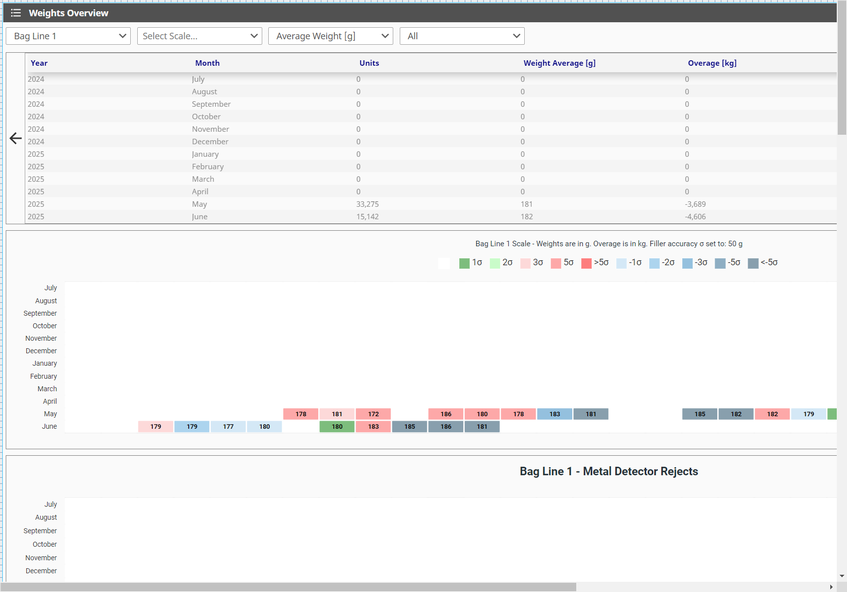 Weights Overview
Bag Line 1 Select Scale... Average Weight [g] All
Year Month Units Weight Average [g] Overage [kg]
2024 July 0 0 0
2024 August 0 0 0
2024 September 0 0 0
2024 October 0 0 0
2024 November 0 0 0
2024 December 0 0 0
2025 January 0 0 0
2025 February 0 0 0
2025 March 0 0 0
2025 April 0 0 0
2025 May 33,275 181 -3,689
2025 June 15,142 182 -4,606
Bag Line 1 Scale - Weights are in g. Overage is in kg. Filler accuracy σ set to: 50 g
1σ 2σ 3σ 5σ >5σ -1σ -2σ -3σ -5σ <-5σ
July
August
September
October
November
December
January
February
March
April
May 178 181 172 186 180 178 183 181 185 182 182 179
June 179 179 177 180 180 183 185 186 181
Bag Line 1 - Metal Detector Rejects
July
August
September
October
November
December